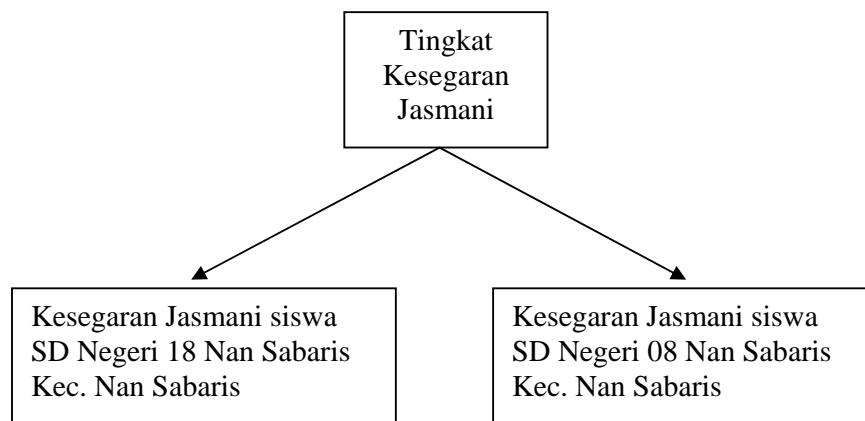 Tingkat
Kesegaran
Jasmani
Kesegaran Jasmani siswa
SD Negeri 18 Nan Sabaris
Kec. Nan Sabaris
Kesegaran Jasmani siswa
SD Negeri 08 Nan Sabaris
Kec. Nan Sabaris